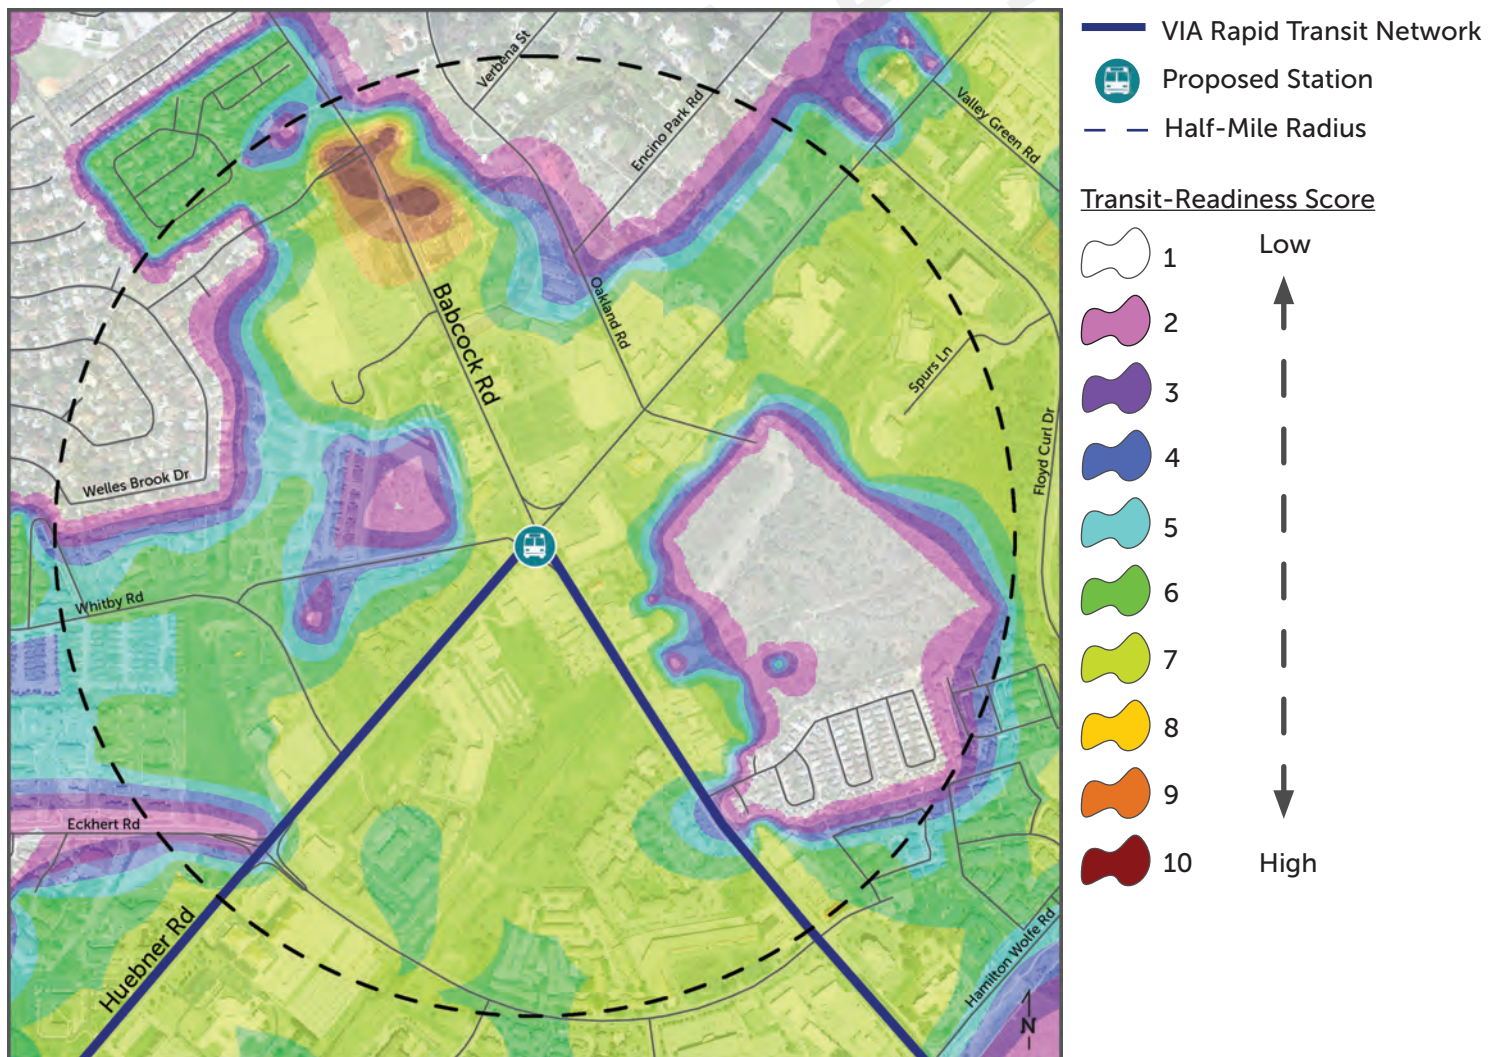 VIA Rapid Transit Network
Proposed Station
Half-Mile Radius
Transit-Readiness Score
Low
1
2
3
4
5
6
7
8
9
10
High
Verbena St
Encino Park Rd
Valley Green Rd
Oakland Rd
Babcock Rd
Spurs Ln
Floyd Curl Dr
Welles Brook Dr
Whitby Rd
Eckhert Rd
Huebner Rd
Hamilton Wolfe Rd
N